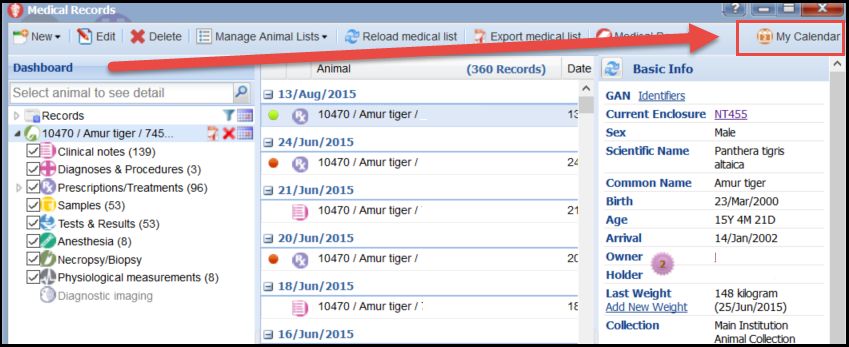 Medical Records
New Edit Delete Manage Animal Lists Reload medical list Export medical list My Calendar
Dashboard
Select animal to see detail
Records
10470 / Amur tiger / 745...
Clinical notes (139)
Diagnoses & Procedures (3)
Prescriptions/Treatments (96)
Samples (53)
Tests & Results (53)
Anesthesia (8)
Necropsy/Biopsy
Physiological measurements (8)
Diagnostic imaging
Animal (360 Records) Date
13/Aug/2015
10470 / Amur tiger / 13
24/Jun/2015
10470 / Amur tiger / 24
21/Jun/2015
10470 / Amur tiger / 21
20/Jun/2015
10470 / Amur tiger / 20
18/Jun/2015
10470 / Amur tiger / 18
16/Jun/2015
Basic Info
GAN Identifiers
Current Enclosure NT455
Sex Male
Scientific Name Panthera tigris
altaica
Common Name Amur tiger
Birth 23/Mar/2000
Age 15Y 4M 21D
Arrival 14/Jan/2002
Owner
2
Holder
Last Weight 148 kilogram
Add New Weight (25/Jun/2015)
Collection Main Institution
Animal Collection